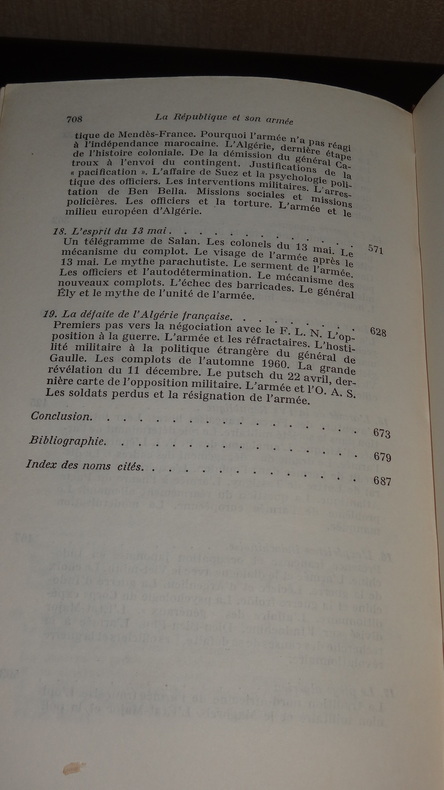 708 La République et son armée
tique de Mendès-France. Pourquoi l'armée n'a pas réagi
à l'indépendance marocaine. L'Algérie, dernière étape
de l'histoire coloniale. De la démission du général Ca-
troux à l'envoi du contingent. Justifications de la
« pacification ». L'affaire de Suez et la psychologie poli-
tique des officiers. Les interventions militaires. L'arres-
tation de Ben Bella. Missions sociales et missions
policières. Les officiers et la torture. L'armée et le
milieu européen d'Algérie.
18. L'esprit du 13 mai . . . . . . . . . . . 571
Un télégramme de Salan. Les colonels du 13 mai. Le
mécanisme du complot. Le visage de l'armée après le
13 mai. Le mythe parachutiste. Le serment de l'armée.
Les officiers et l'autodétermination. Le mécanisme des
nouveaux complots. L'échec des barricades. Le général
Ély et le mythe de l'unité de l'armée.
19. La défaite de l'Algérie française. . . . . . . . 628
Premiers pas vers la négociation avec le F. L. N. L'op-
position à la guerre. L'armée et les réfractaires. L'hosti-
lité militaire à la politique étrangère du général de
Gaulle. Les complots de l'automne 1960. La grande
révélation du 11 décembre. Le putsch du 22 avril, der-
nière carte de l'opposition militaire. L'armée et l'O. A. S.
Les soldats perdus et la résignation de l'armée.
Conclusion. . . . . . . . . . . . . . . . 673
Bibliographie. . . . . . . . . . . . . . . 679
Index des noms cités. . . . . . . . . . . . . 687